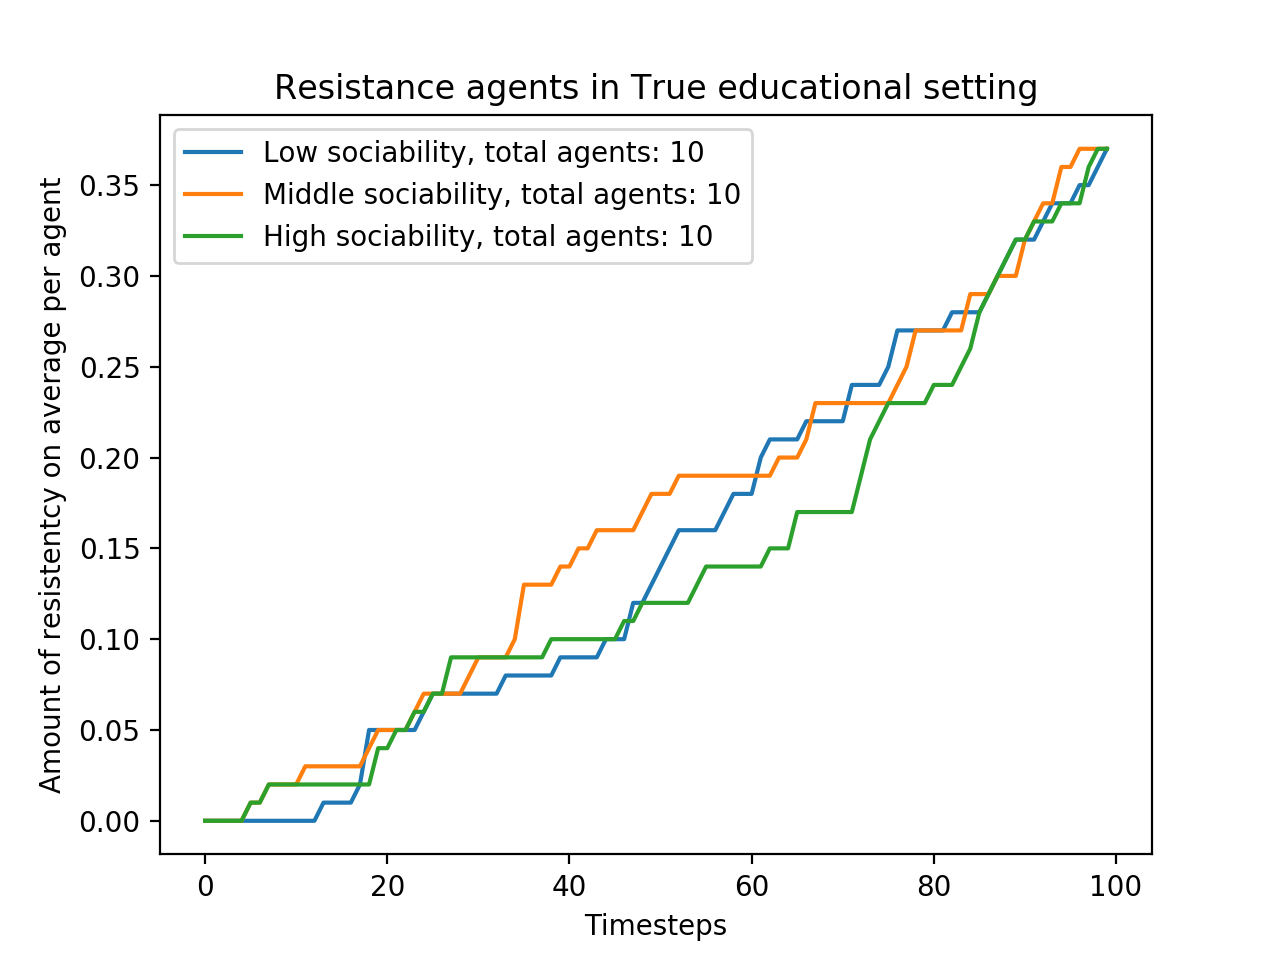 Resistance agents in True educational setting
Low sociability, total agents: 10
Middle sociability, total agents: 10
High sociability, total agents: 10
Amount of resistentcy on average per agent
0.35
0.30
0.25
0.20
0.15
0.10
0.05
0.00
0 20 40 60 80 100
Timesteps